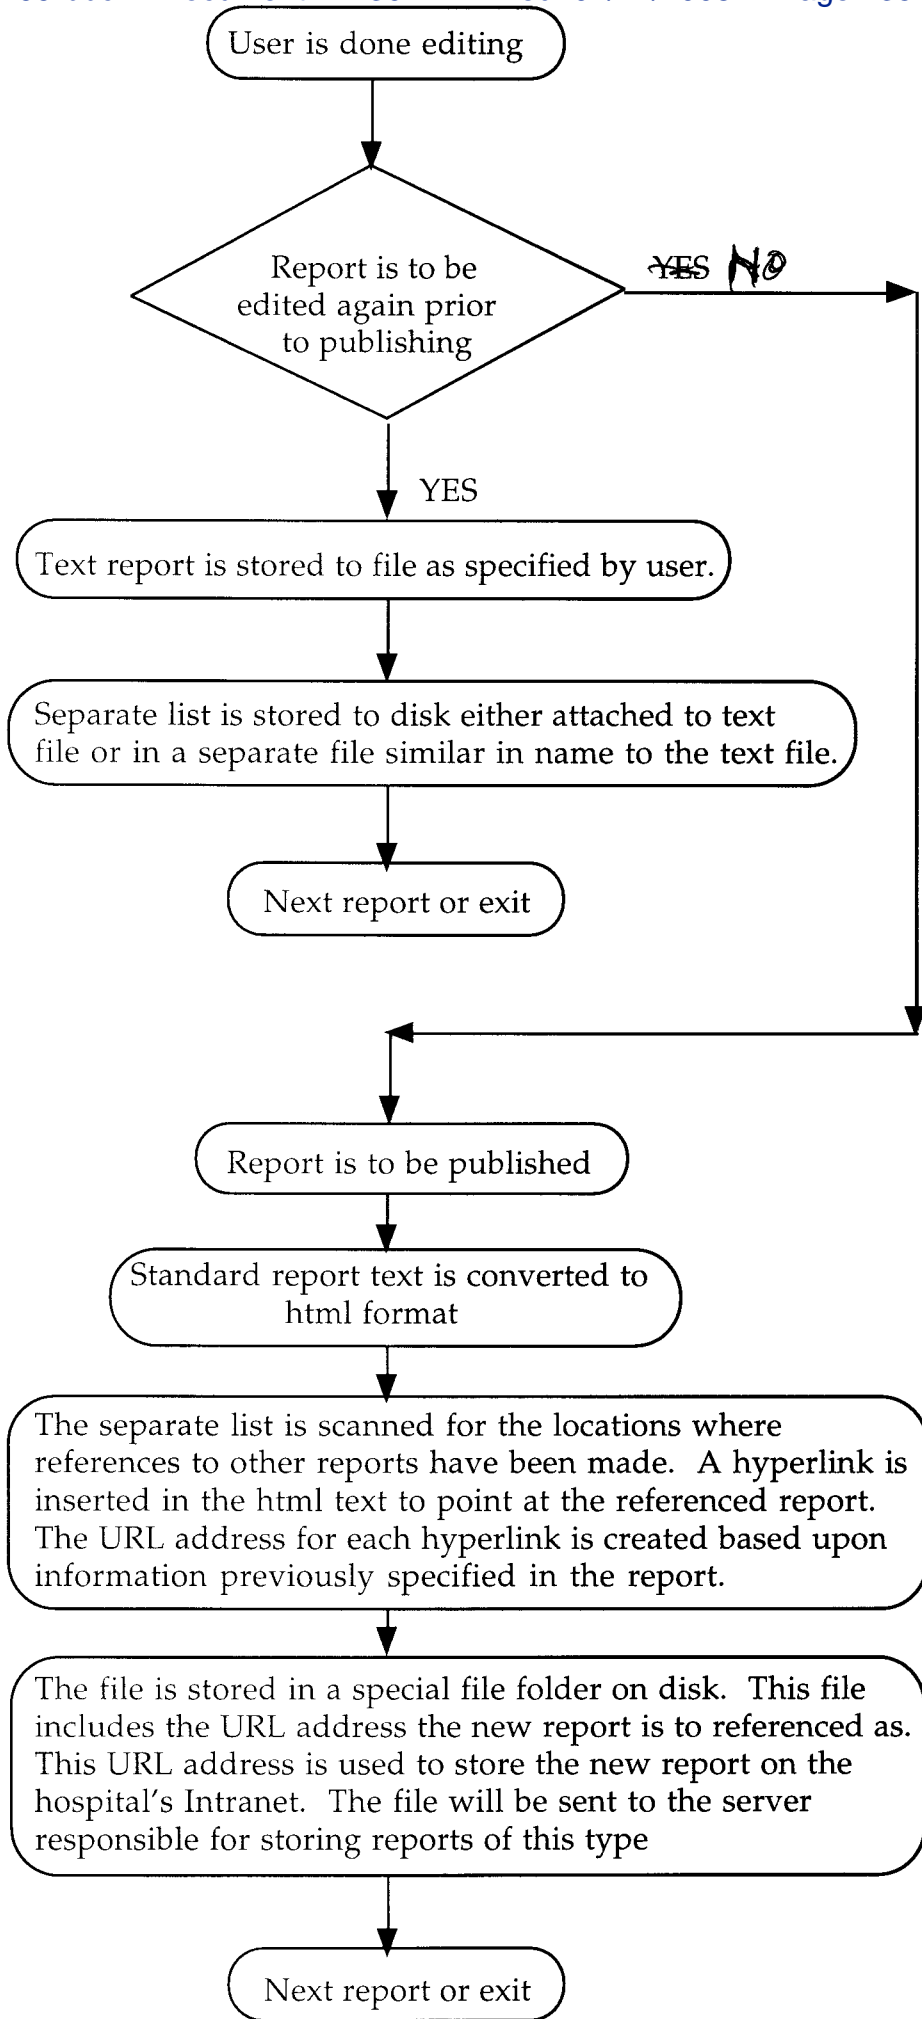 User is done editing
Report is to be
edited again prior
to publishing
YES NO
YES
Text report is stored to file as specified by user.
Separate list is stored to disk either attached to text
file or in a separate file similar in name to the text file.
Next report or exit
Report is to be published
Standard report text is converted to
html format
The separate list is scanned for the locations where
references to other reports have been made. A hyperlink is
inserted in the html text to point at the referenced report.
The URL address for each hyperlink is created based upon
information previously specified in the report.
The file is stored in a special file folder on disk. This file
includes the URL address the new report is to referenced as.
This URL address is used to store the new report on the
hospital's Intranet. The file will be sent to the server
responsible for storing reports of this type
Next report or exit